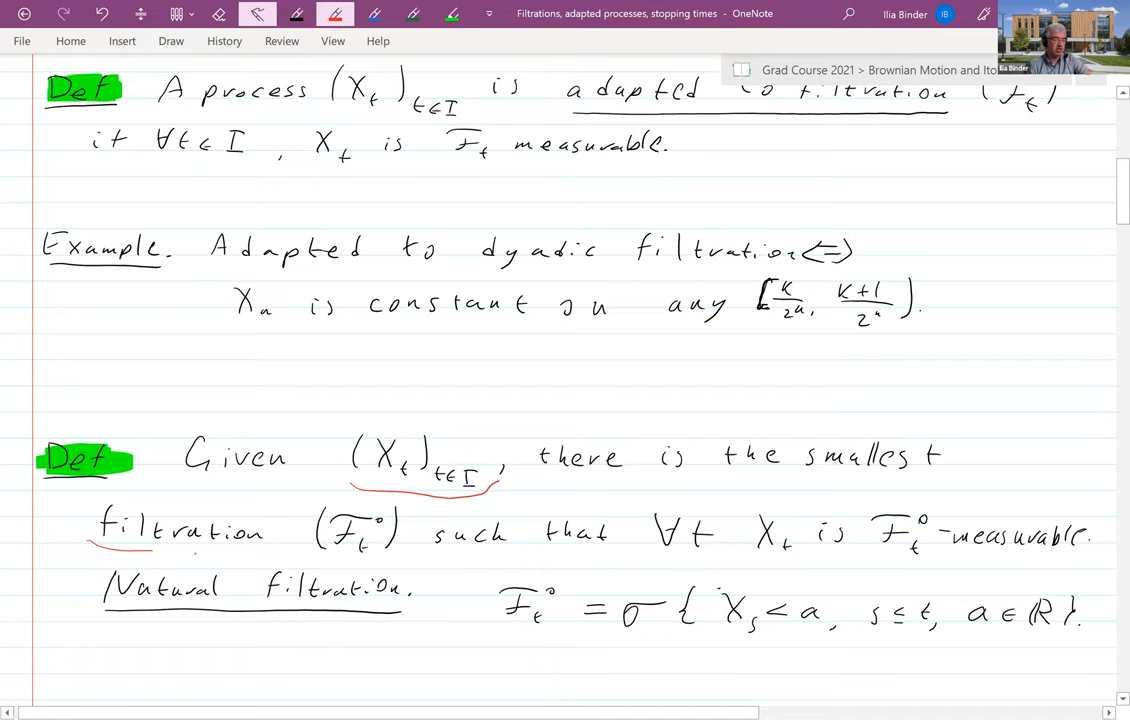 Filtrations, adapted processes, stopping times - OneNote
Ilia Binder
IB
File Home Insert Draw History Review View Help
Ilia Binder
Grad Course 2021 > Brownian Motion and Ito
Def A process (X_t)_{t∈I} is adapted to filtration (F_t)
if ∀t∈I, X_t is F_t measurable.
Example. Adapted to dyadic filtration <=>
X_n is constant on any [k/2^n, k+1/2^n).
Def Given (X_t)_{t∈I}, there is the smallest
filtration (F_t^0) such that ∀t X_t is F_t^0-measurable.
Natural filtration. F_t^0 = σ{X_s < a, s ≤ t, a∈ℝ}.